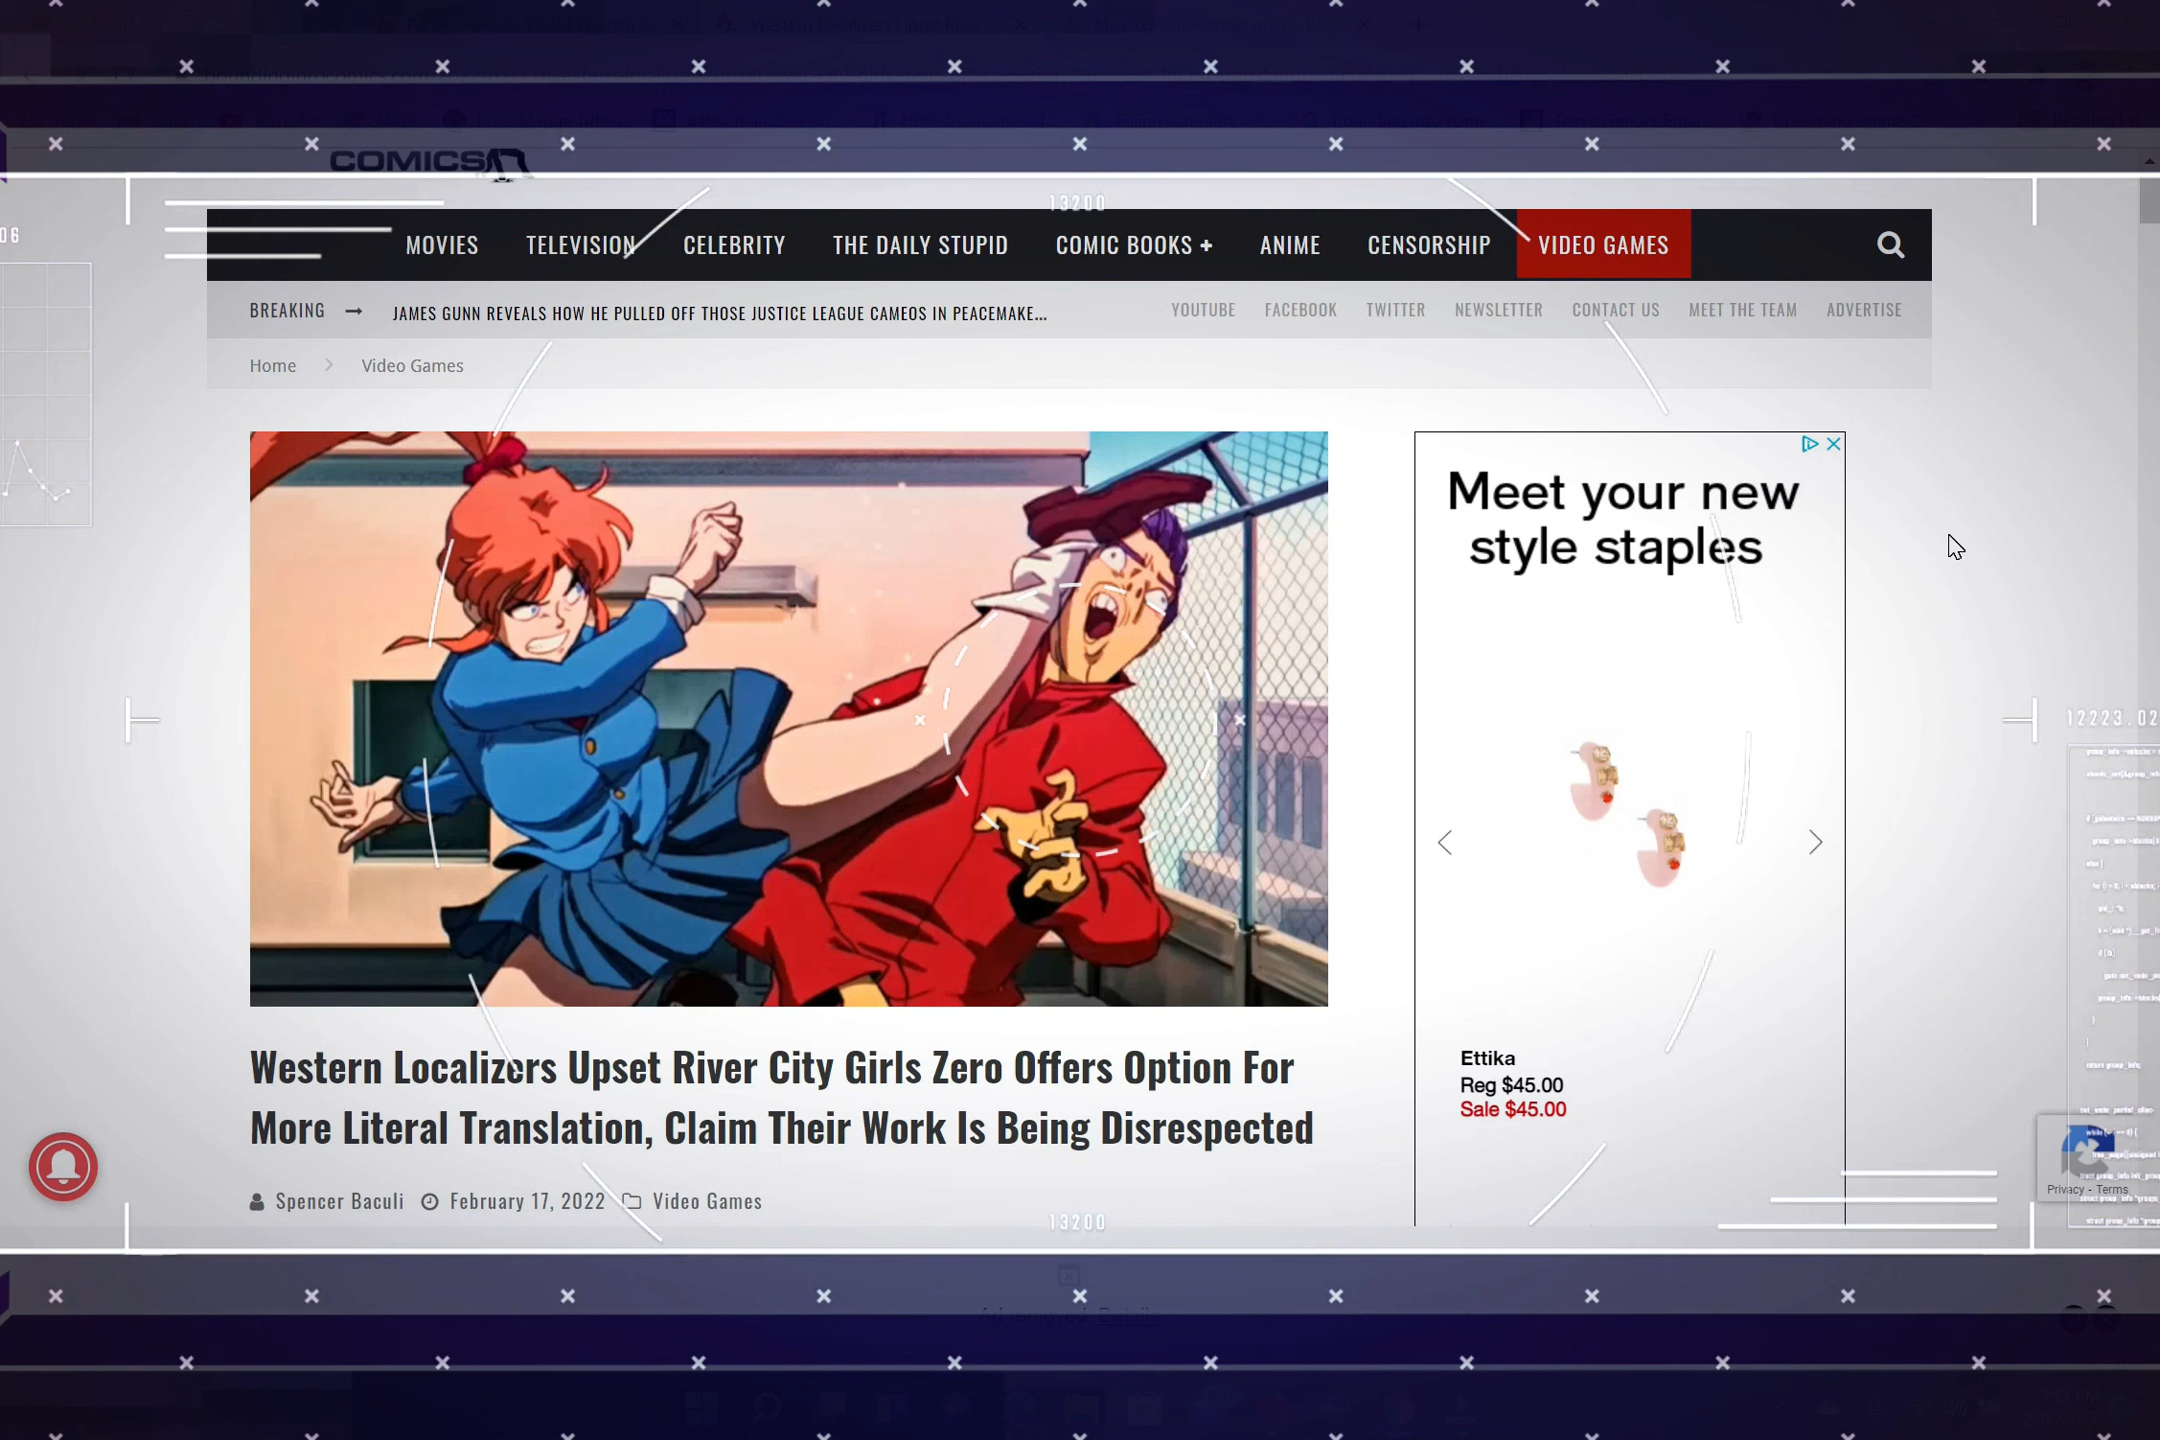 COMICS
13200
06
MOVIES TELEVISION CELEBRITY THE DAILY STUPID COMIC BOOKS + ANIME CENSORSHIP VIDEO GAMES
BREAKING → JAMES GUNN REVEALS HOW HE PULLED OFF THOSE JUSTICE LEAGUE CAMEOS IN PEACEMAKE...
YOUTUBE FACEBOOK TWITTER NEWSLETTER CONTACT US MEET THE TEAM ADVERTISE
Home > Video Games
Meet your new
style staples
12223.02
Ettika
Reg $45.00
Sale $45.00
Western Localizers Upset River City Girls Zero Offers Option For
More Literal Translation, Claim Their Work Is Being Disrespected
Spencer Baculi February 17, 2022 Video Games
Privacy - Terms
13200
Ad removed. Details